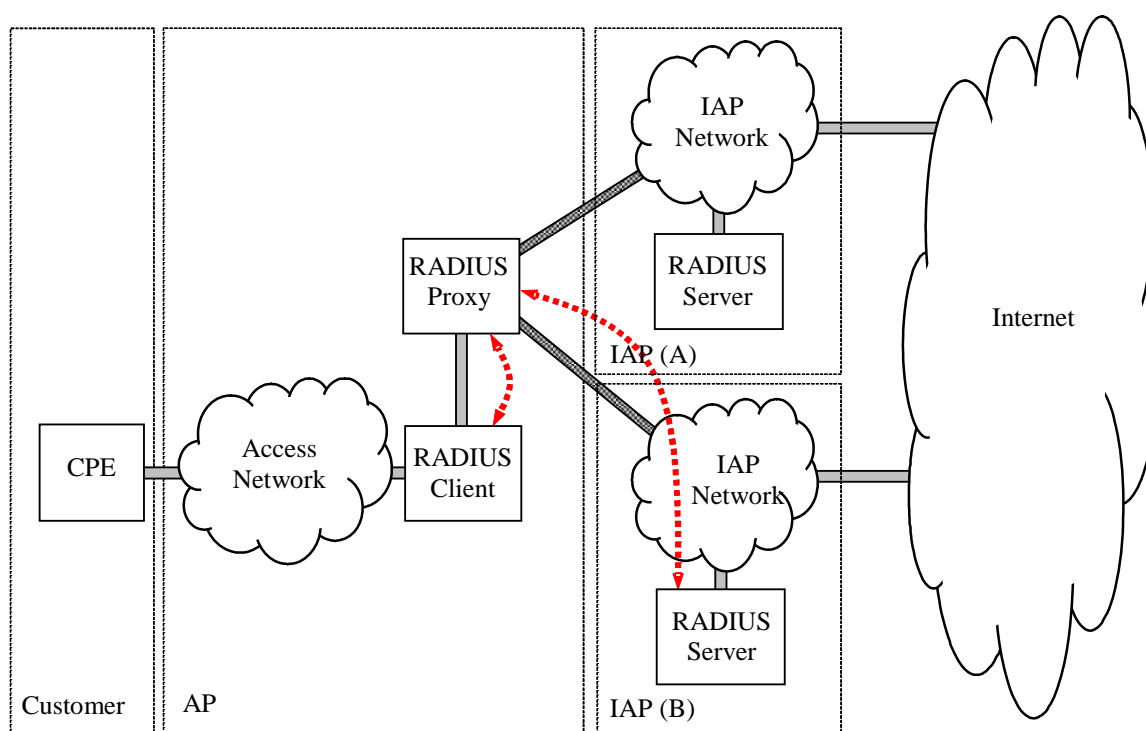 IAP
Network
RADIUS
Server
IAP (A)
RADIUS
Proxy
Internet
CPE
Access
Network
RADIUS
Client
IAP
Network
RADIUS
Server
Customer
AP
IAP (B)